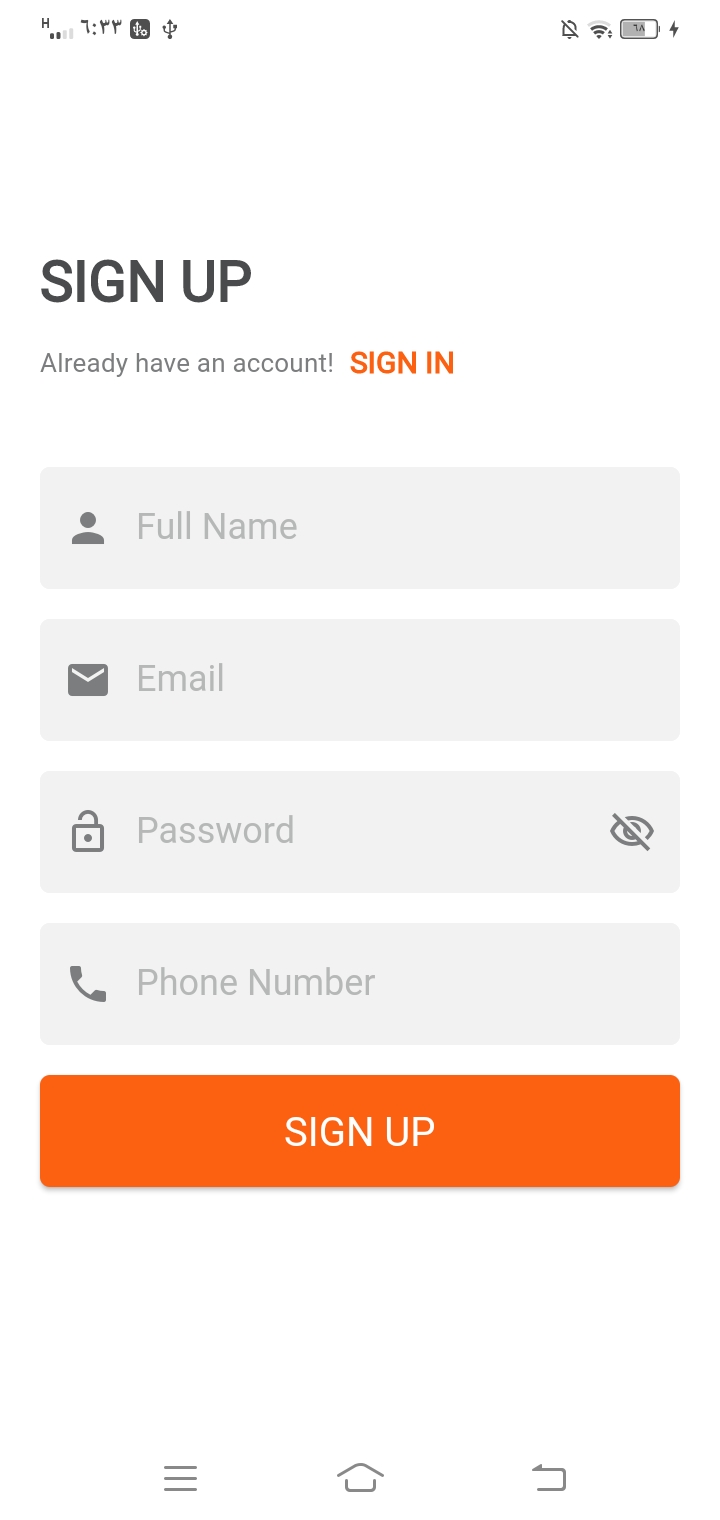 H ٦:٣٣ ٦٨
SIGN UP
Already have an account! SIGN IN
Full Name
Email
Password
Phone Number
SIGN UP